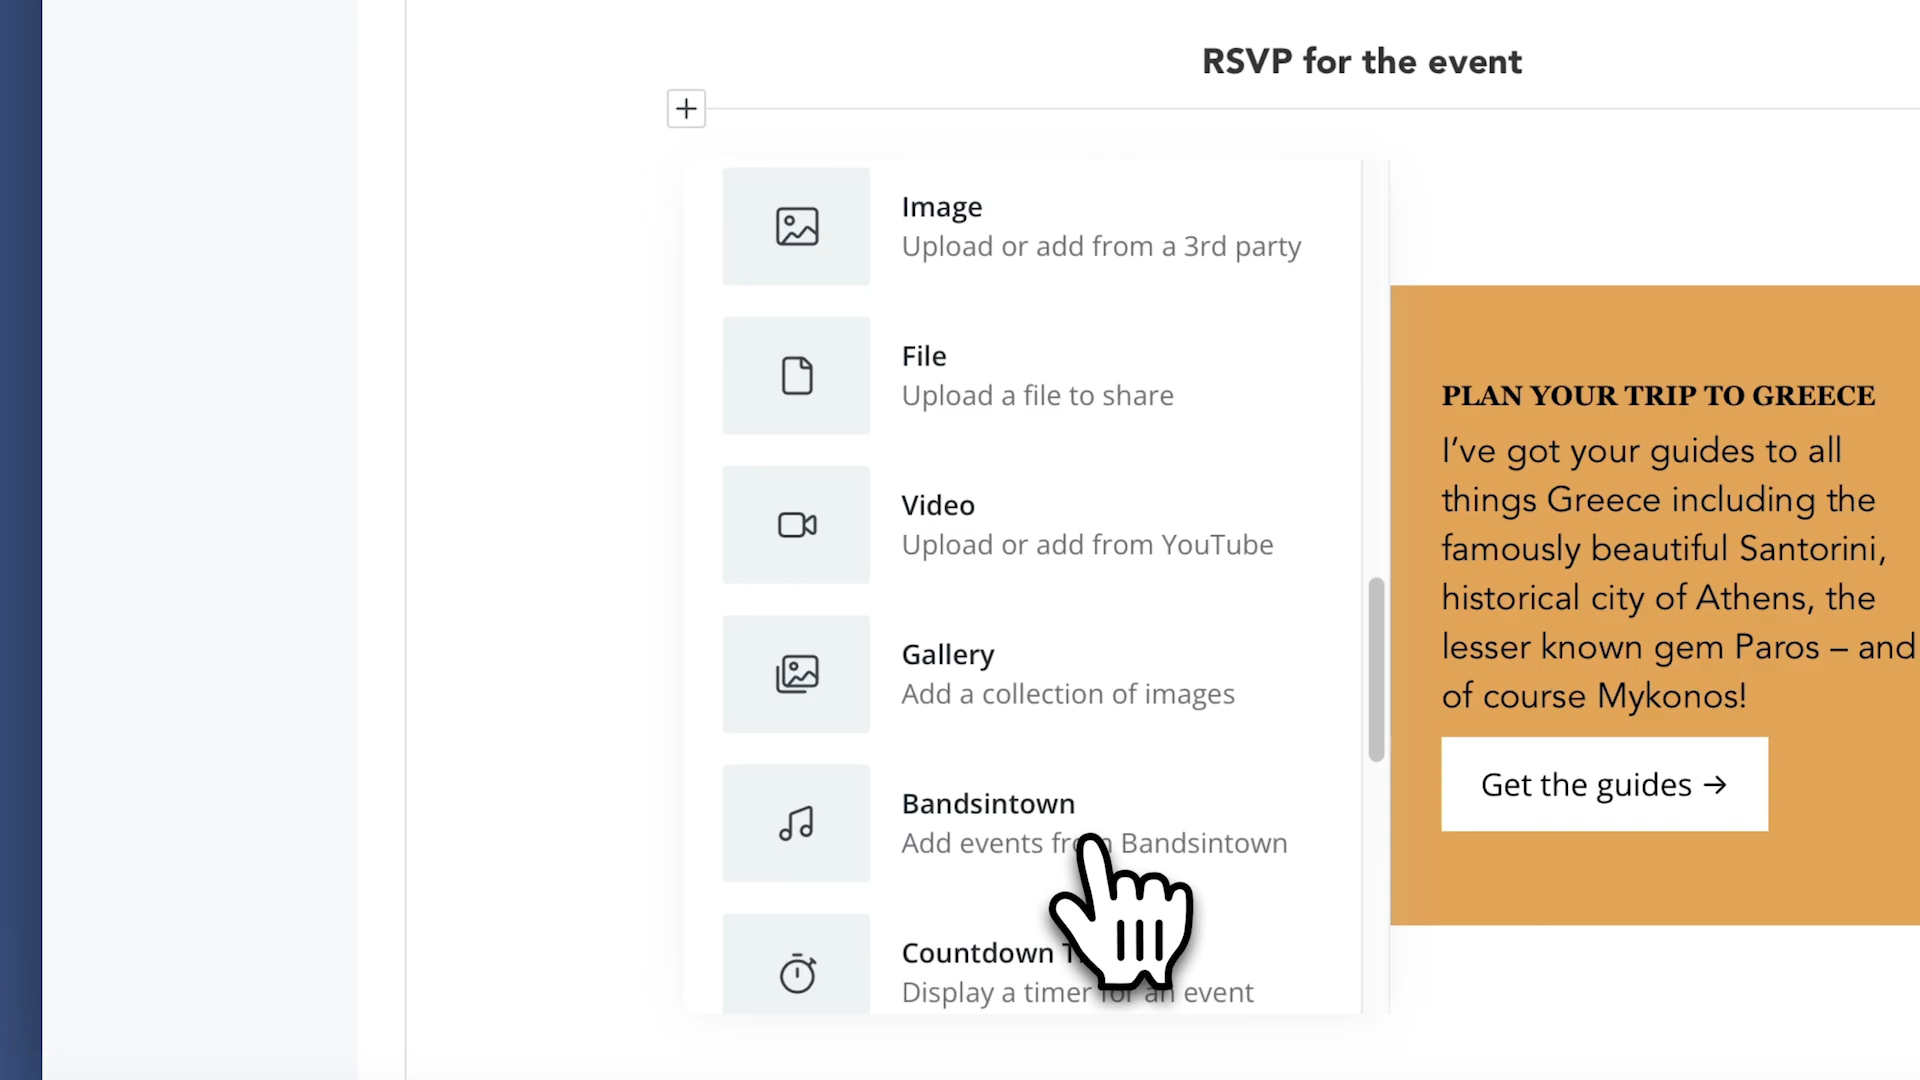 RSVP for the event
Image
Upload or add from a 3rd party
File
Upload a file to share
Video
Upload or add from YouTube
Gallery
Add a collection of images
Bandsintown
Add events from Bandsintown
Countdown
Display a timer for an event
PLAN YOUR TRIP TO GREECE
I've got your guides to all
things Greece including the
famously beautiful Santorini,
historical city of Athens, the
lesser known gem Paros – and
of course Mykonos!
Get the guides →